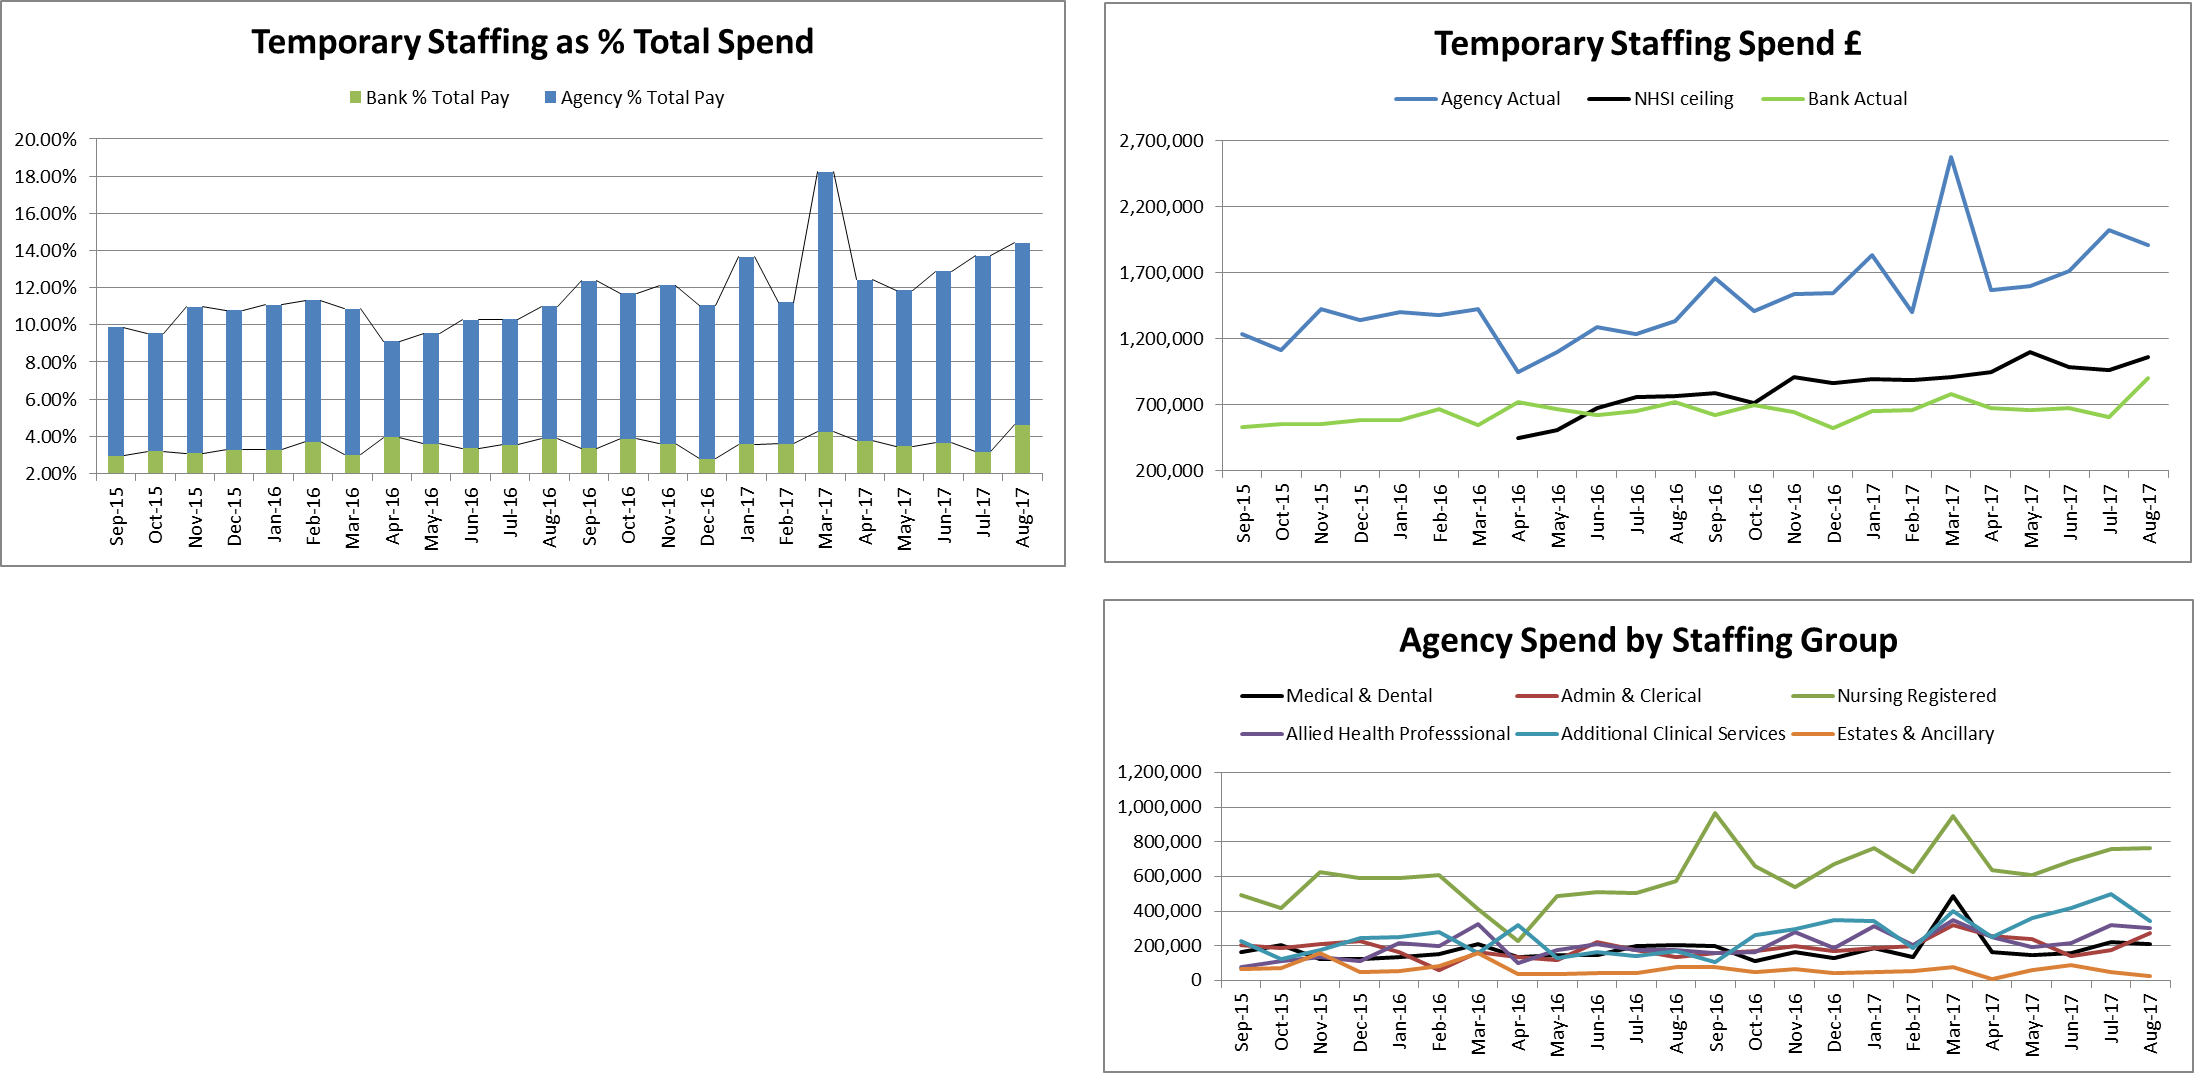 Temporary Staffing as % Total Spend
Bank % Total Pay Agency % Total Pay
20.00%
18.00%
16.00%
14.00%
12.00%
10.00%
8.00%
6.00%
4.00%
2.00%
Sep-15 Oct-15 Nov-15 Dec-15 Jan-16 Feb-16 Mar-16 Apr-16 May-16 Jun-16 Jul-16 Aug-16 Sep-16 Oct-16 Nov-16 Dec-16 Jan-17 Feb-17 Mar-17 Apr-17 May-17 Jun-17 Jul-17 Aug-17
Temporary Staffing Spend £
Agency Actual NHSI ceiling Bank Actual
2,700,000
2,200,000
1,700,000
1,200,000
700,000
200,000
Sep-15 Oct-15 Nov-15 Dec-15 Jan-16 Feb-16 Mar-16 Apr-16 May-16 Jun-16 Jul-16 Aug-16 Sep-16 Oct-16 Nov-16 Dec-16 Jan-17 Feb-17 Mar-17 Apr-17 May-17 Jun-17 Jul-17 Aug-17
Agency Spend by Staffing Group
Medical & Dental Admin & Clerical Nursing Registered
Allied Health Professsional Additional Clinical Services Estates & Ancillary
1,200,000
1,000,000
800,000
600,000
400,000
200,000
0
Sep-15 Oct-15 Nov-15 Dec-15 Jan-16 Feb-16 Mar-16 Apr-16 May-16 Jun-16 Jul-16 Aug-16 Sep-16 Oct-16 Nov-16 Dec-16 Jan-17 Feb-17 Mar-17 Apr-17 May-17 Jun-17 Jul-17 Aug-17